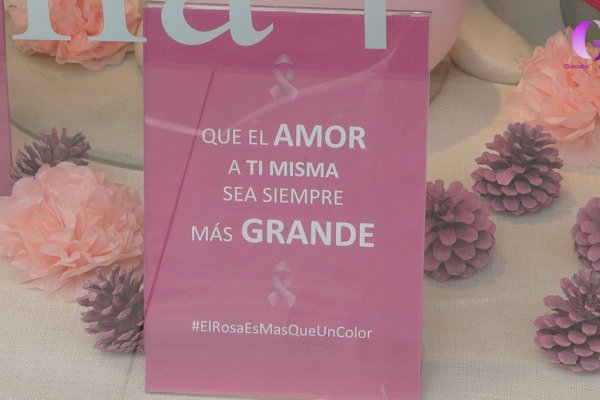 QUE EL AMOR
A TI MISMA
SEA SIEMPRE
MÁS GRANDE
#ElRosaEsMasQueUnColor